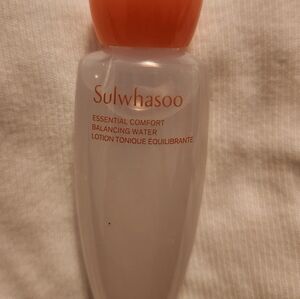 Sulwhasoo
ESSENTIAL COMFORT
BALANCING WATER
LOTION TONIQUE ÉQUILIBRANTE